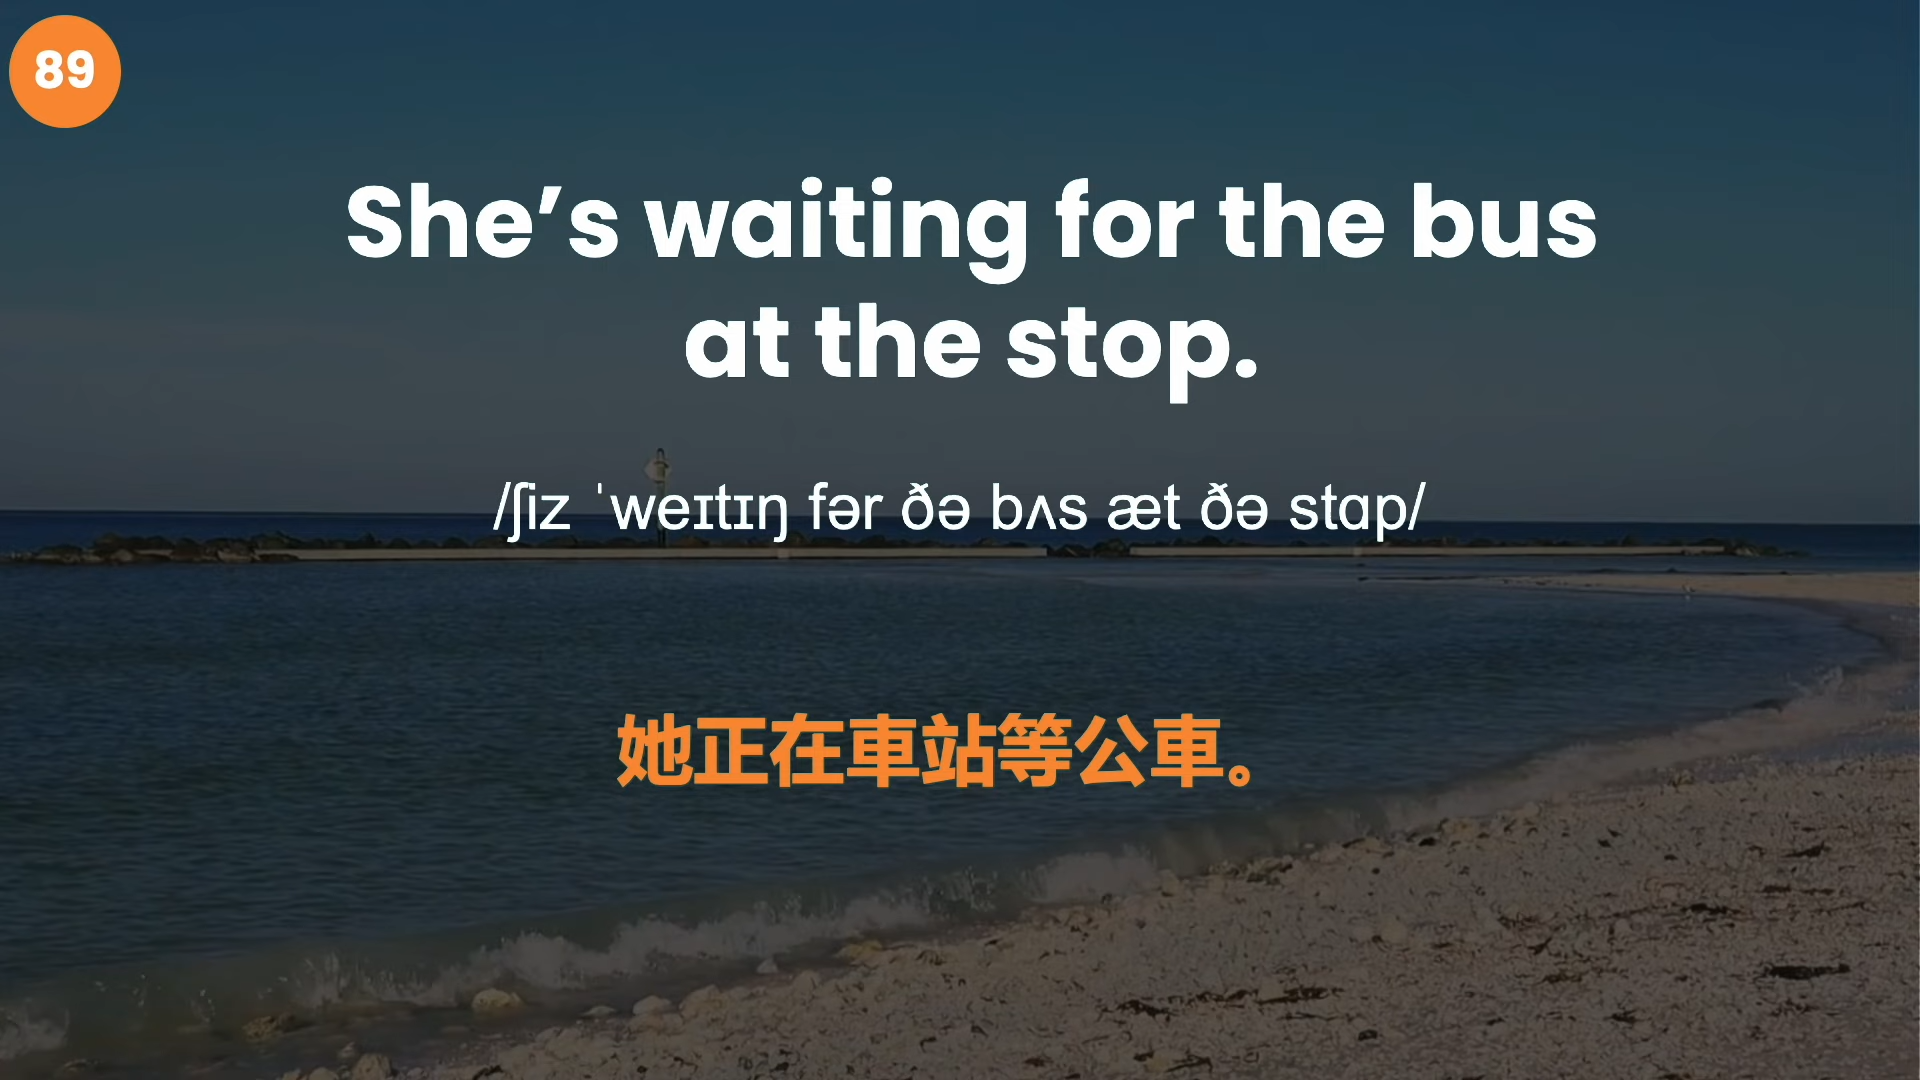 89
She’s waiting for the bus
at the stop.
/ʃiz ˈweɪtɪŋ fər ðə bʌs æt ðə stɑp/
她正在車站等公車。